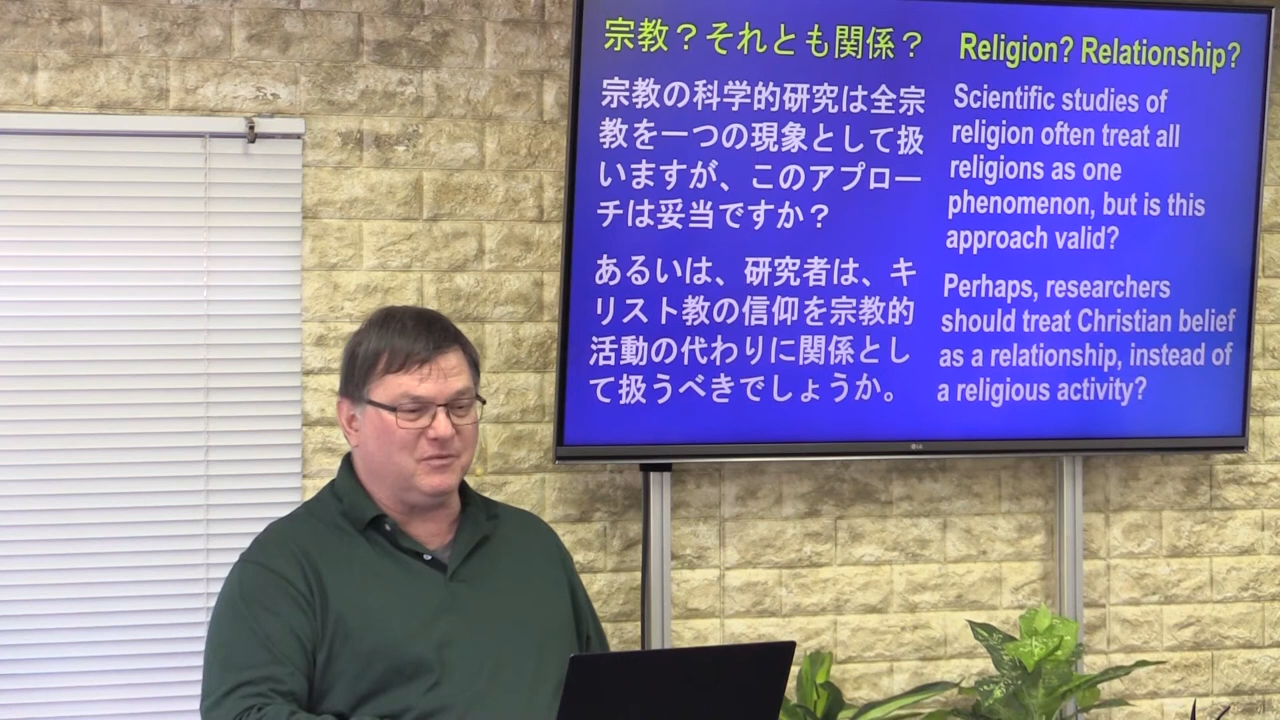 宗教？それとも関係？
宗教の科学的研究は全宗
教を一つの現象として扱
いますが、このアプロー
チは妥当ですか？
あるいは、研究者は、キ
リスト教の信仰を宗教的
活動の代わりに関係とし
て扱うべきでしょうか。
Religion? Relationship?
Scientific studies of
religion often treat all
religions as one
phenomenon, but is this
approach valid?
Perhaps, researchers
should treat Christian belief
as a relationship, instead of
a religious activity?
LG